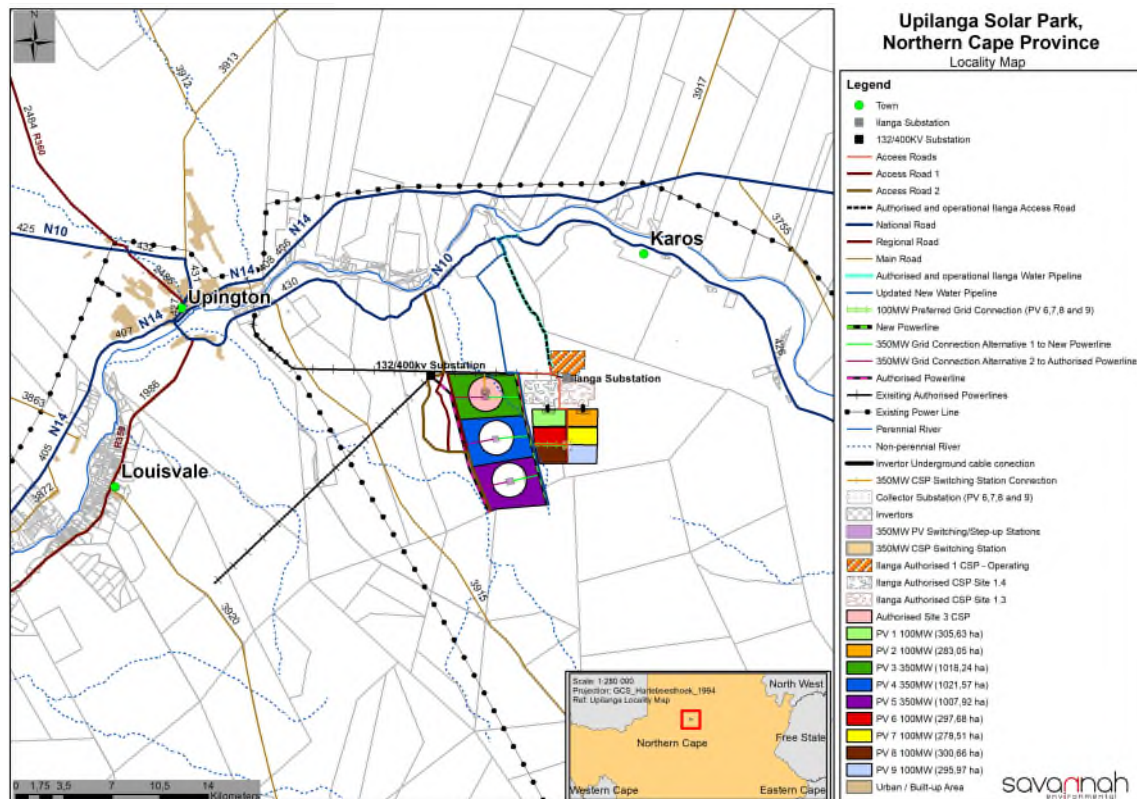 Upilanga Solar Park,
Northern Cape Province
Locality Map
Legend
Town
Ilanga Substation
132/400KV Substation
Access Roads
Access Road 1
Access Road 2
Authorised and operational Ilanga Access Road
National Road
Regional Road
Main Road
Authorised and operational Ilanga Water Pipeline
Updated New Water Pipeline
100MW Preferred Grid Connection (PV 6,7,8 and 9)
New Powerline
350MW Grid Connection Alternative 1 to New Powerline
350MW Grid Connection Alternative 2 to Authorised Powerline
Authorised Powerline
Exisiting Authorised Powerlines
Existing Power Line
Perennial River
Non-perennial River
Invertor Underground cable conection
350MW CSP Switching Station Connection
Collector Substation (PV 6,7,8 and 9)
Invertors
350MW PV Switching/Step-up Stations
350MW CSP Switching Station
Ilanga Authorised 1 CSP - Operating
Ilanga Authorised CSP Site 1.4
Ilanga Authorised CSP Site 1.3
Authorised Site 3 CSP
PV 1 100MW (305,63 ha)
PV 2 100MW (283,05 ha)
PV 3 350MW (1018,24 ha)
PV 4 350MW (1021,57 ha)
PV 5 350MW (1007,92 ha)
PV 6 100MW (297,68 ha)
PV 7 100MW (278,51 ha)
PV 8 100MW (300,66 ha)
PV 9 100MW (295,97 ha)
Urban / Built-up Area
savannah
environmental
N
3912
3913
3917
2484
R360
425
N10
432
8486
N14
408
406
N14
430
N10
Karos
3755
426
Upington
407
N14
1986
R359
3863
N14
405
3872
Louisvale
3920
3915
132/400kv Substation
Ilanga Substation
Scale: 1:280 000
Projection: GCS_Hartebeesthoek_1994
Ref: Upilanga Locality Map
North West
Northern Cape
Free State
Western Cape
Eastern Cape
0 1,75 3,5 7 10,5 14
Kilometers